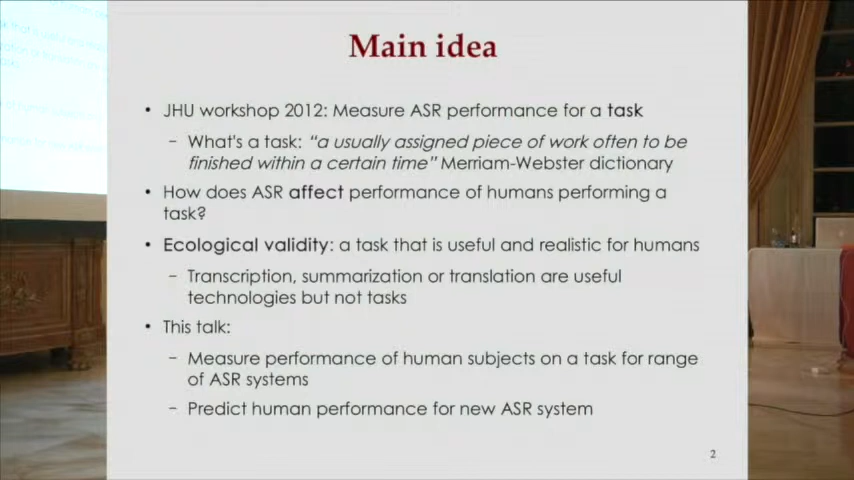 Main idea
• JHU workshop 2012: Measure ASR performance for a task
– What's a task: “a usually assigned piece of work often to be
finished within a certain time” Merriam-Webster dictionary
• How does ASR affect performance of humans performing a
task?
• Ecological validity: a task that is useful and realistic for humans
– Transcription, summarization or translation are useful
technologies but not tasks
• This talk:
– Measure performance of human subjects on a task for range
of ASR systems
– Predict human performance for new ASR system
2